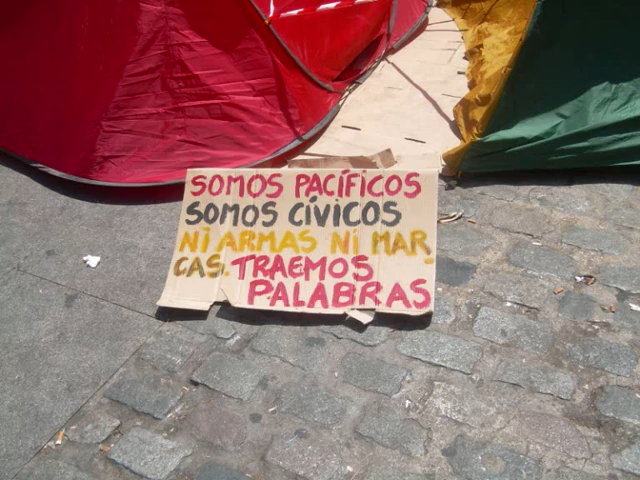 SOMOS PACÍFICOS
SOMOS CÍVICOS
Ni ARMAS Ni MAR.
CAS. TRAEMOS
PALABRAS